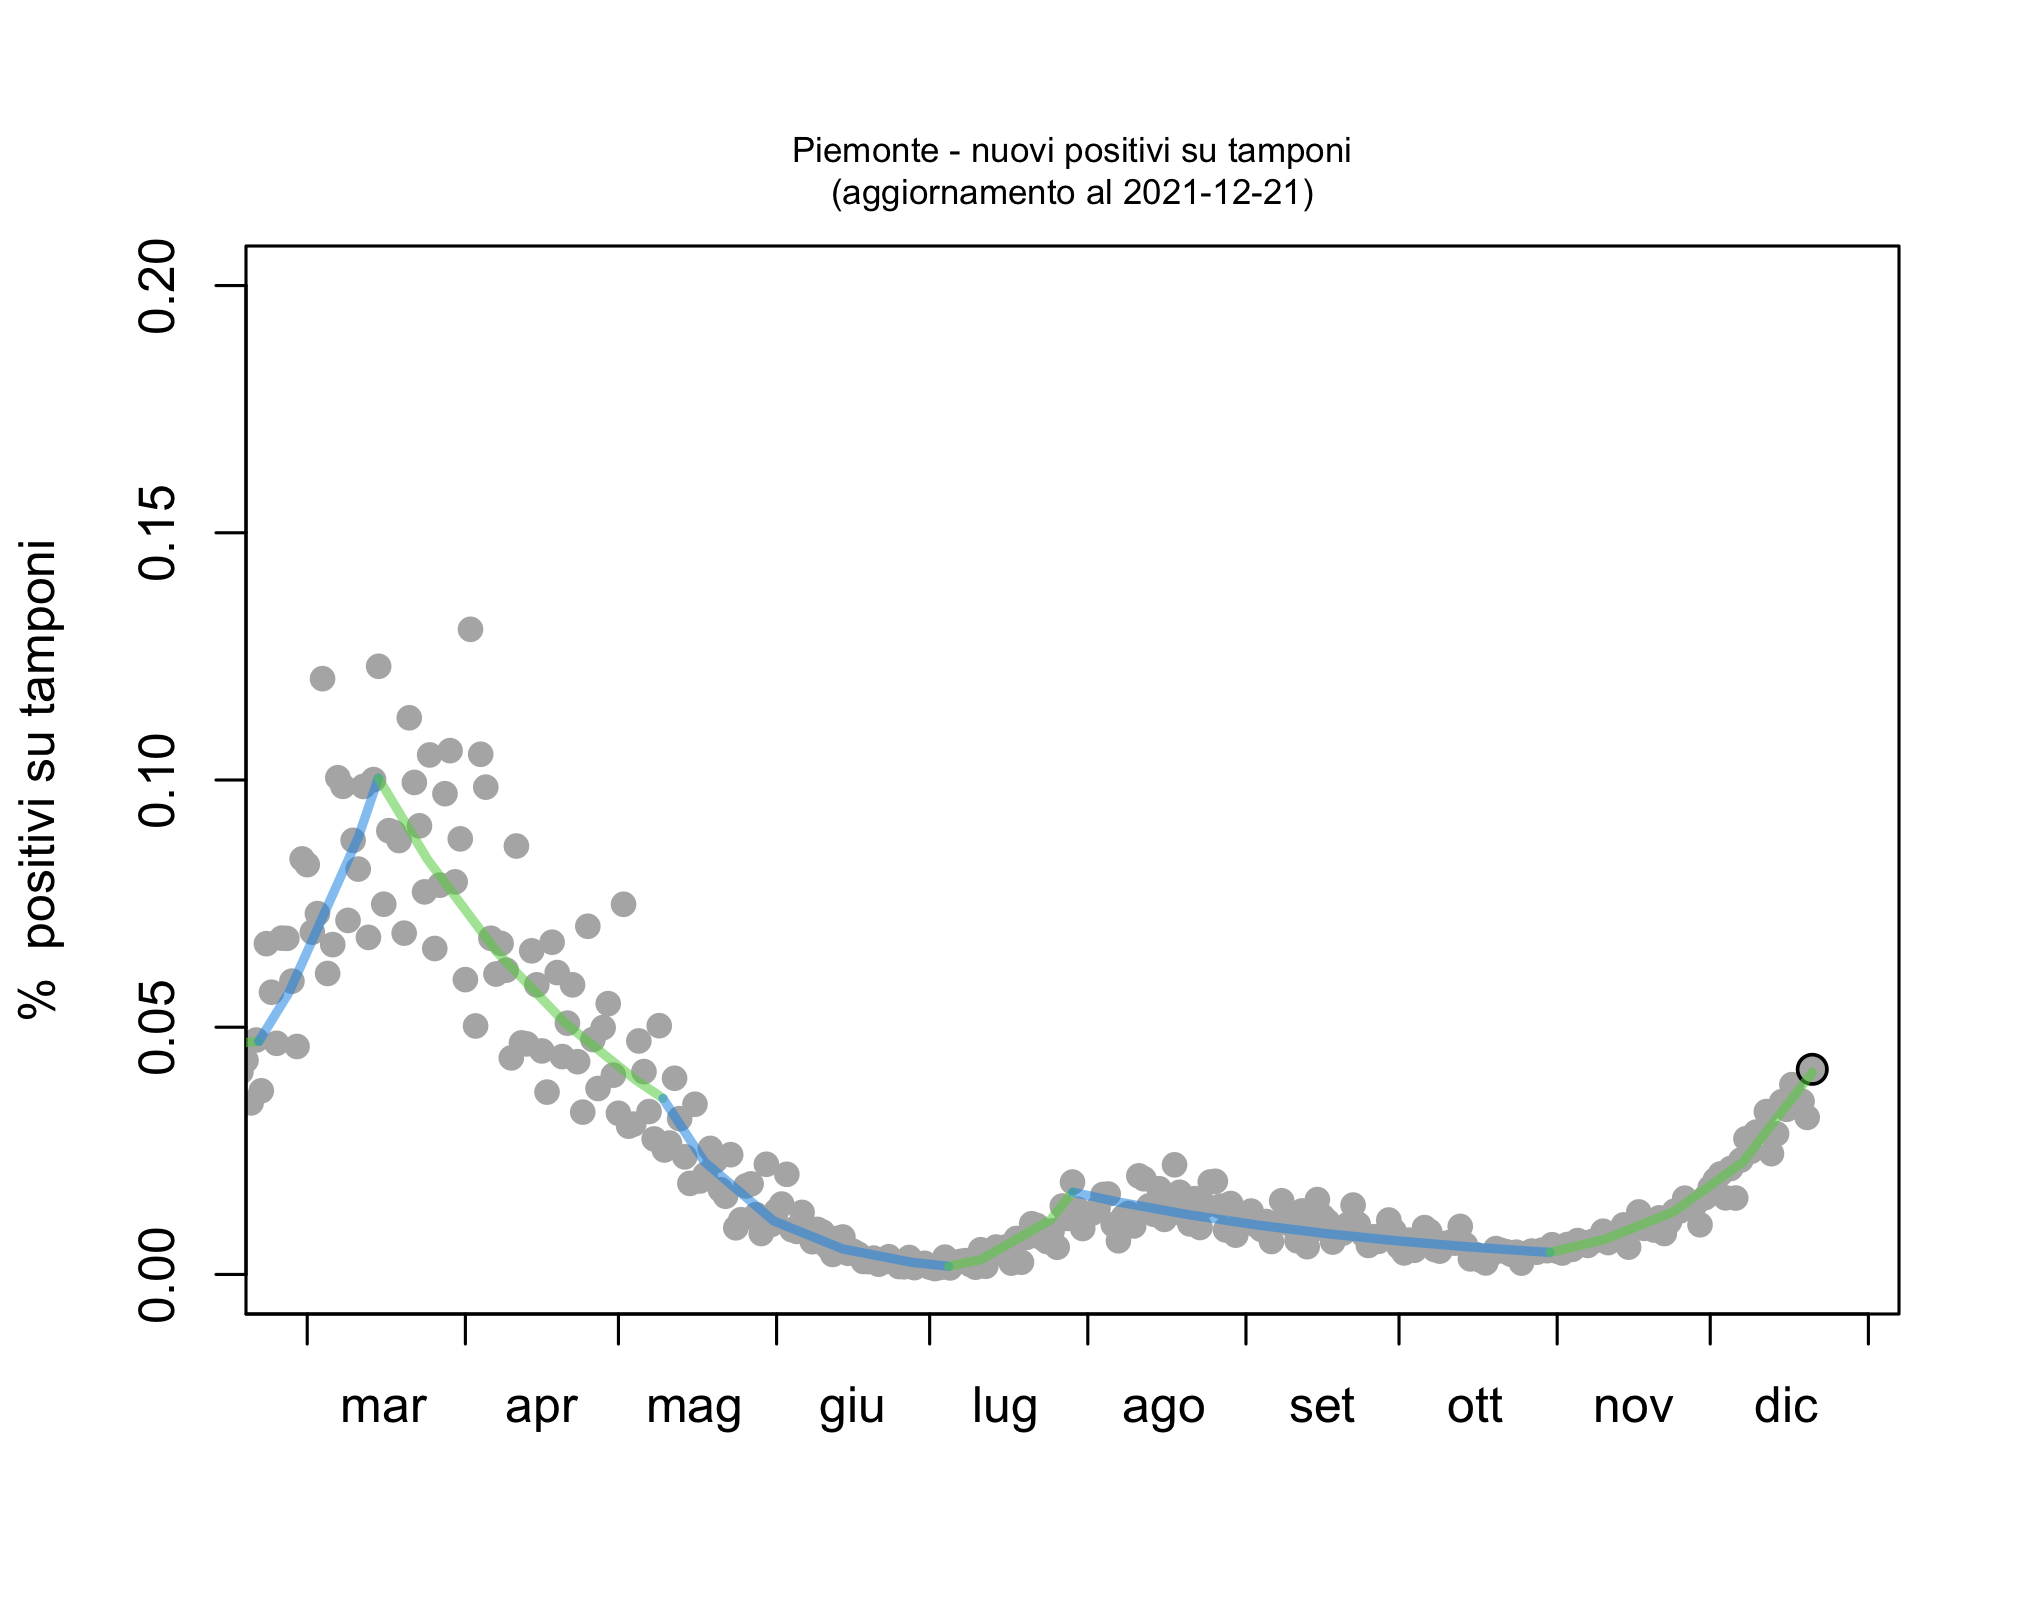 Piemonte - nuovi positivi su tamponi
(aggiornamento al 2021-12-21)
% positivi su tamponi
0.20
0.15
0.10
0.05
0.00
mar apr mag giu lug ago set ott nov dic